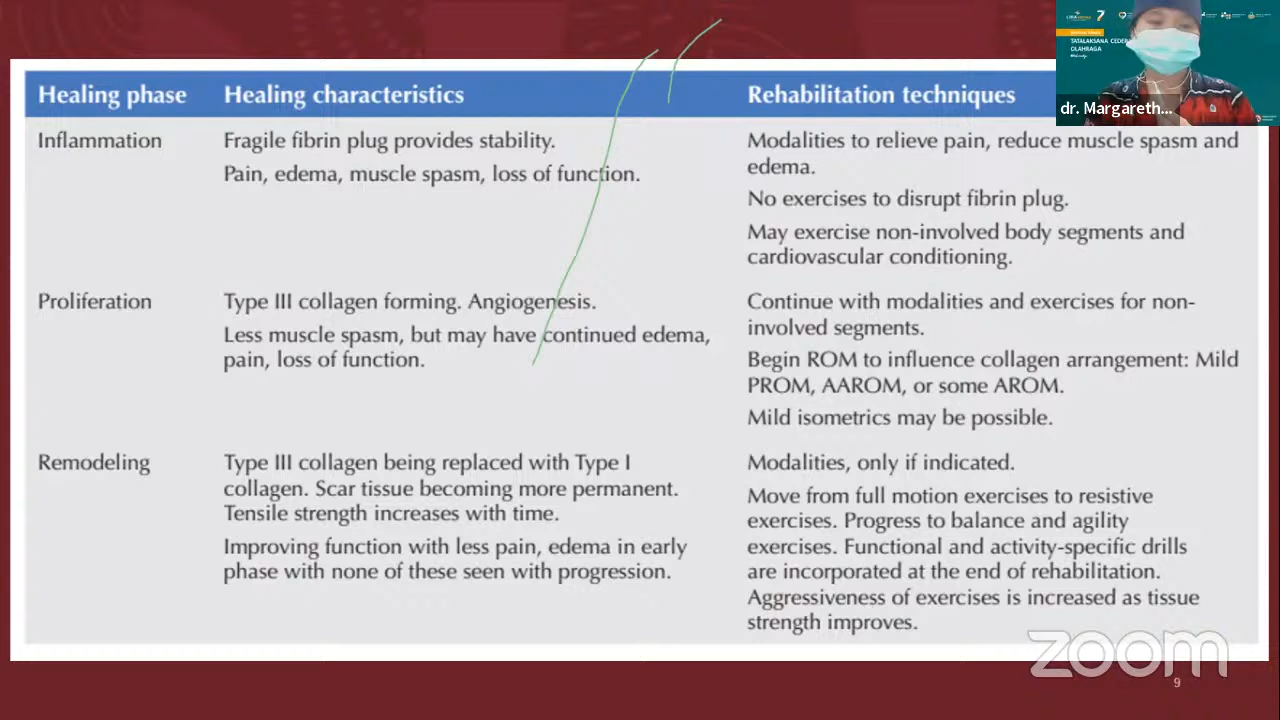 Healing phase
Healing characteristics
Rehabilitation techniques
Inflammation
Fragile fibrin plug provides stability.
Pain, edema, muscle spasm, loss of function.
Modalities to relieve pain, reduce muscle spasm and
edema.
No exercises to disrupt fibrin plug.
May exercise non-involved body segments and
cardiovascular conditioning.
Proliferation
Type III collagen forming. Angiogenesis.
Less muscle spasm, but may have continued edema,
pain, loss of function.
Continue with modalities and exercises for non-
involved segments.
Begin ROM to influence collagen arrangement: Mild
PROM, AAROM, or some AROM.
Mild isometrics may be possible.
Remodeling
Type III collagen being replaced with Type I
collagen. Scar tissue becoming more permanent.
Tensile strength increases with time.
Improving function with less pain, edema in early
phase with none of these seen with progression.
Modalities, only if indicated.
Move from full motion exercises to resistive
exercises. Progress to balance and agility
exercises. Functional and activity-specific drills
are incorporated at the end of rehabilitation.
Aggressiveness of exercises is increased as tissue
strength improves.
TATALAKSANA
OLAHRAGA
dr. Margareth...
zoom
9